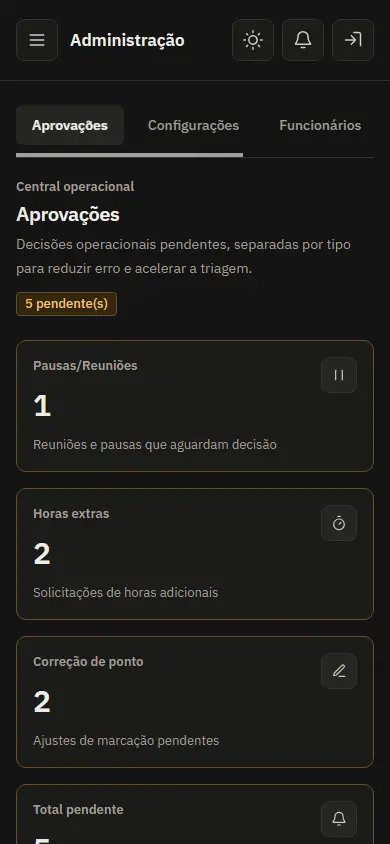 Administração
Aprovações
Configurações
Funcionários
Central operacional
Aprovações
Decisões operacionais pendentes, separadas por tipo
para reduzir erro e acelerar a triagem.
5 pendente(s)
Pausas/Reuniões
1
Reuniões e pausas que aguardam decisão
Horas extras
2
Solicitações de horas adicionais
Correção de ponto
2
Ajustes de marcação pendentes
Total pendente